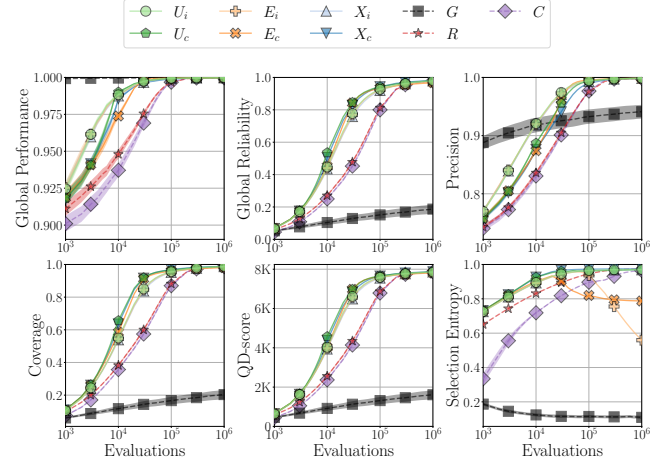 U_i E_i X_i G C
U_c E_c X_c R
Global Performance
1.000
0.975
0.950
0.925
0.900
10^3 10^4 10^5 10^6
Global Reliability
1.0
0.8
0.6
0.4
0.2
0.0
10^3 10^4 10^5 10^6
Precision
1.0
0.9
0.8
10^3 10^4 10^5 10^6
Coverage
1.0
0.8
0.6
0.4
0.2
10^3 10^4 10^5 10^6
Evaluations
QD-score
8K
6K
4K
2K
0
10^3 10^4 10^5 10^6
Evaluations
Selection Entropy
1.0
0.8
0.6
0.4
0.2
10^3 10^4 10^5 10^6
Evaluations